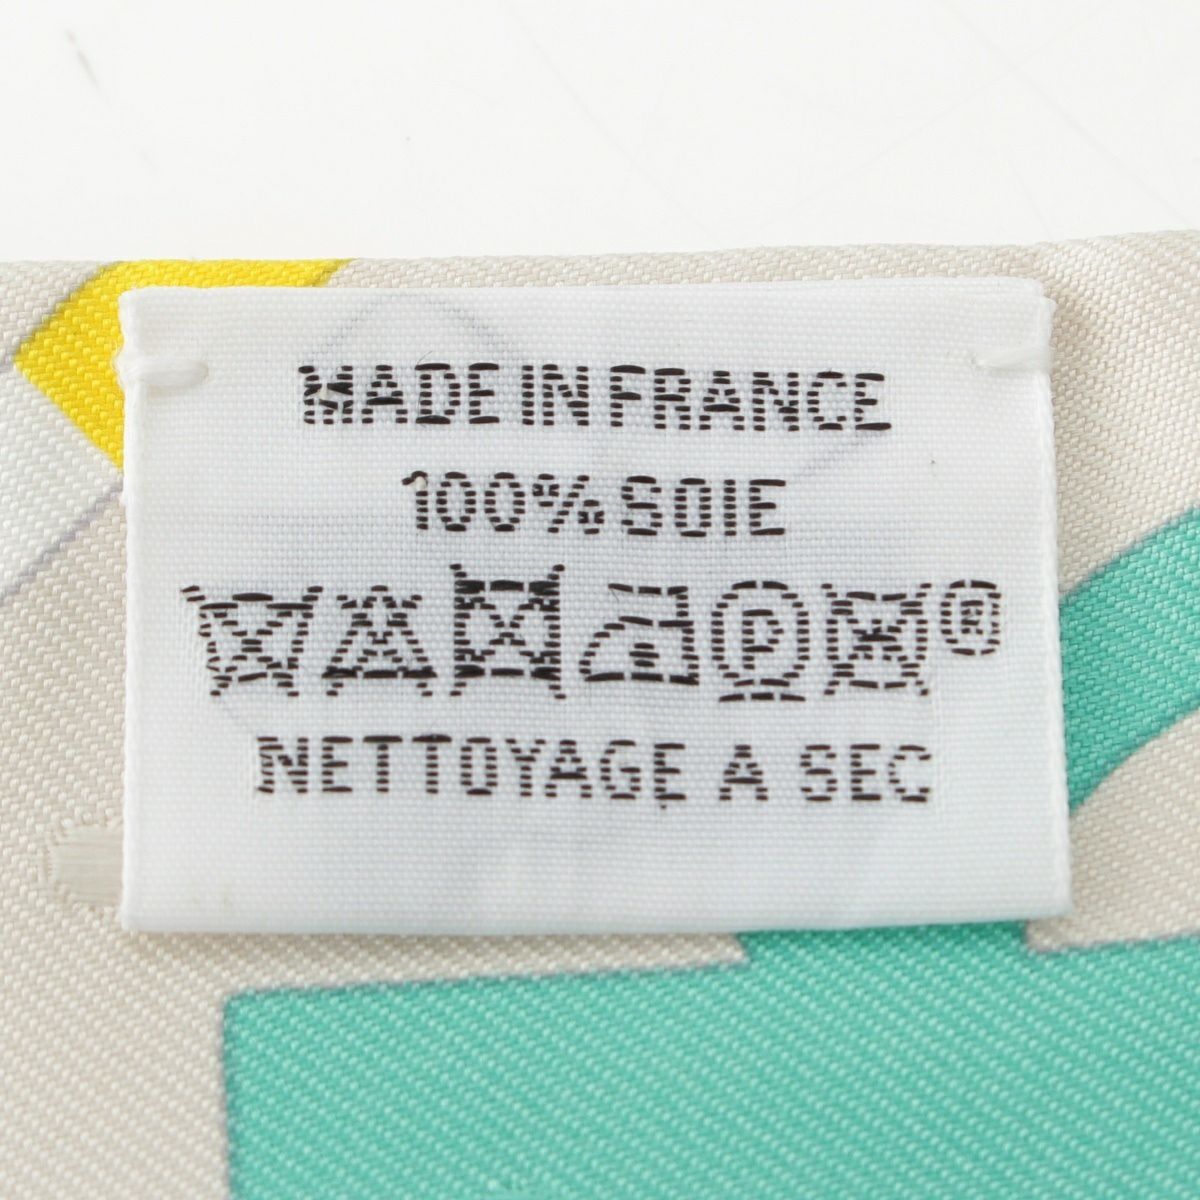 MADE IN FRANCE
100% SOIE
P ®
NETTOYAGE A SEC